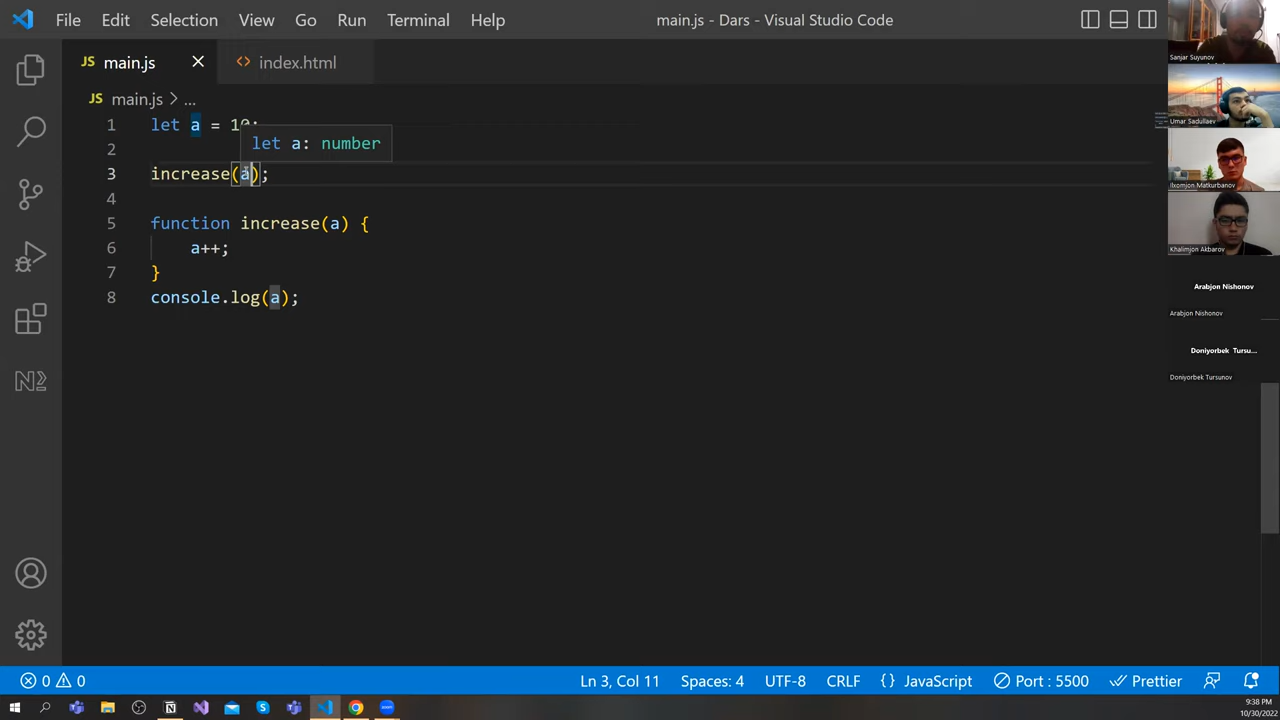 File Edit Selection View Go Run Terminal Help
main.js - Dars - Visual Studio Code
JS main.js
<> index.html
JS main.js > ...
1 let a = 10;
let a: number
2
3 increase(a);
4
5 function increase(a) {
6 a++;
7 }
8 console.log(a);
Sanjar Suyunov
Umar Sadullaev
Ilxomjon Matkurbanov
Khalimjon Akbarov
Arabjon Nishonov
Arabjon Nishonov
Doniyorbek Tursu...
Doniyorbek Tursunov
0 0
Ln 3, Col 11 Spaces: 4 UTF-8 CRLF {} JavaScript Port : 5500 Prettier
9:38 PM
10/30/2022